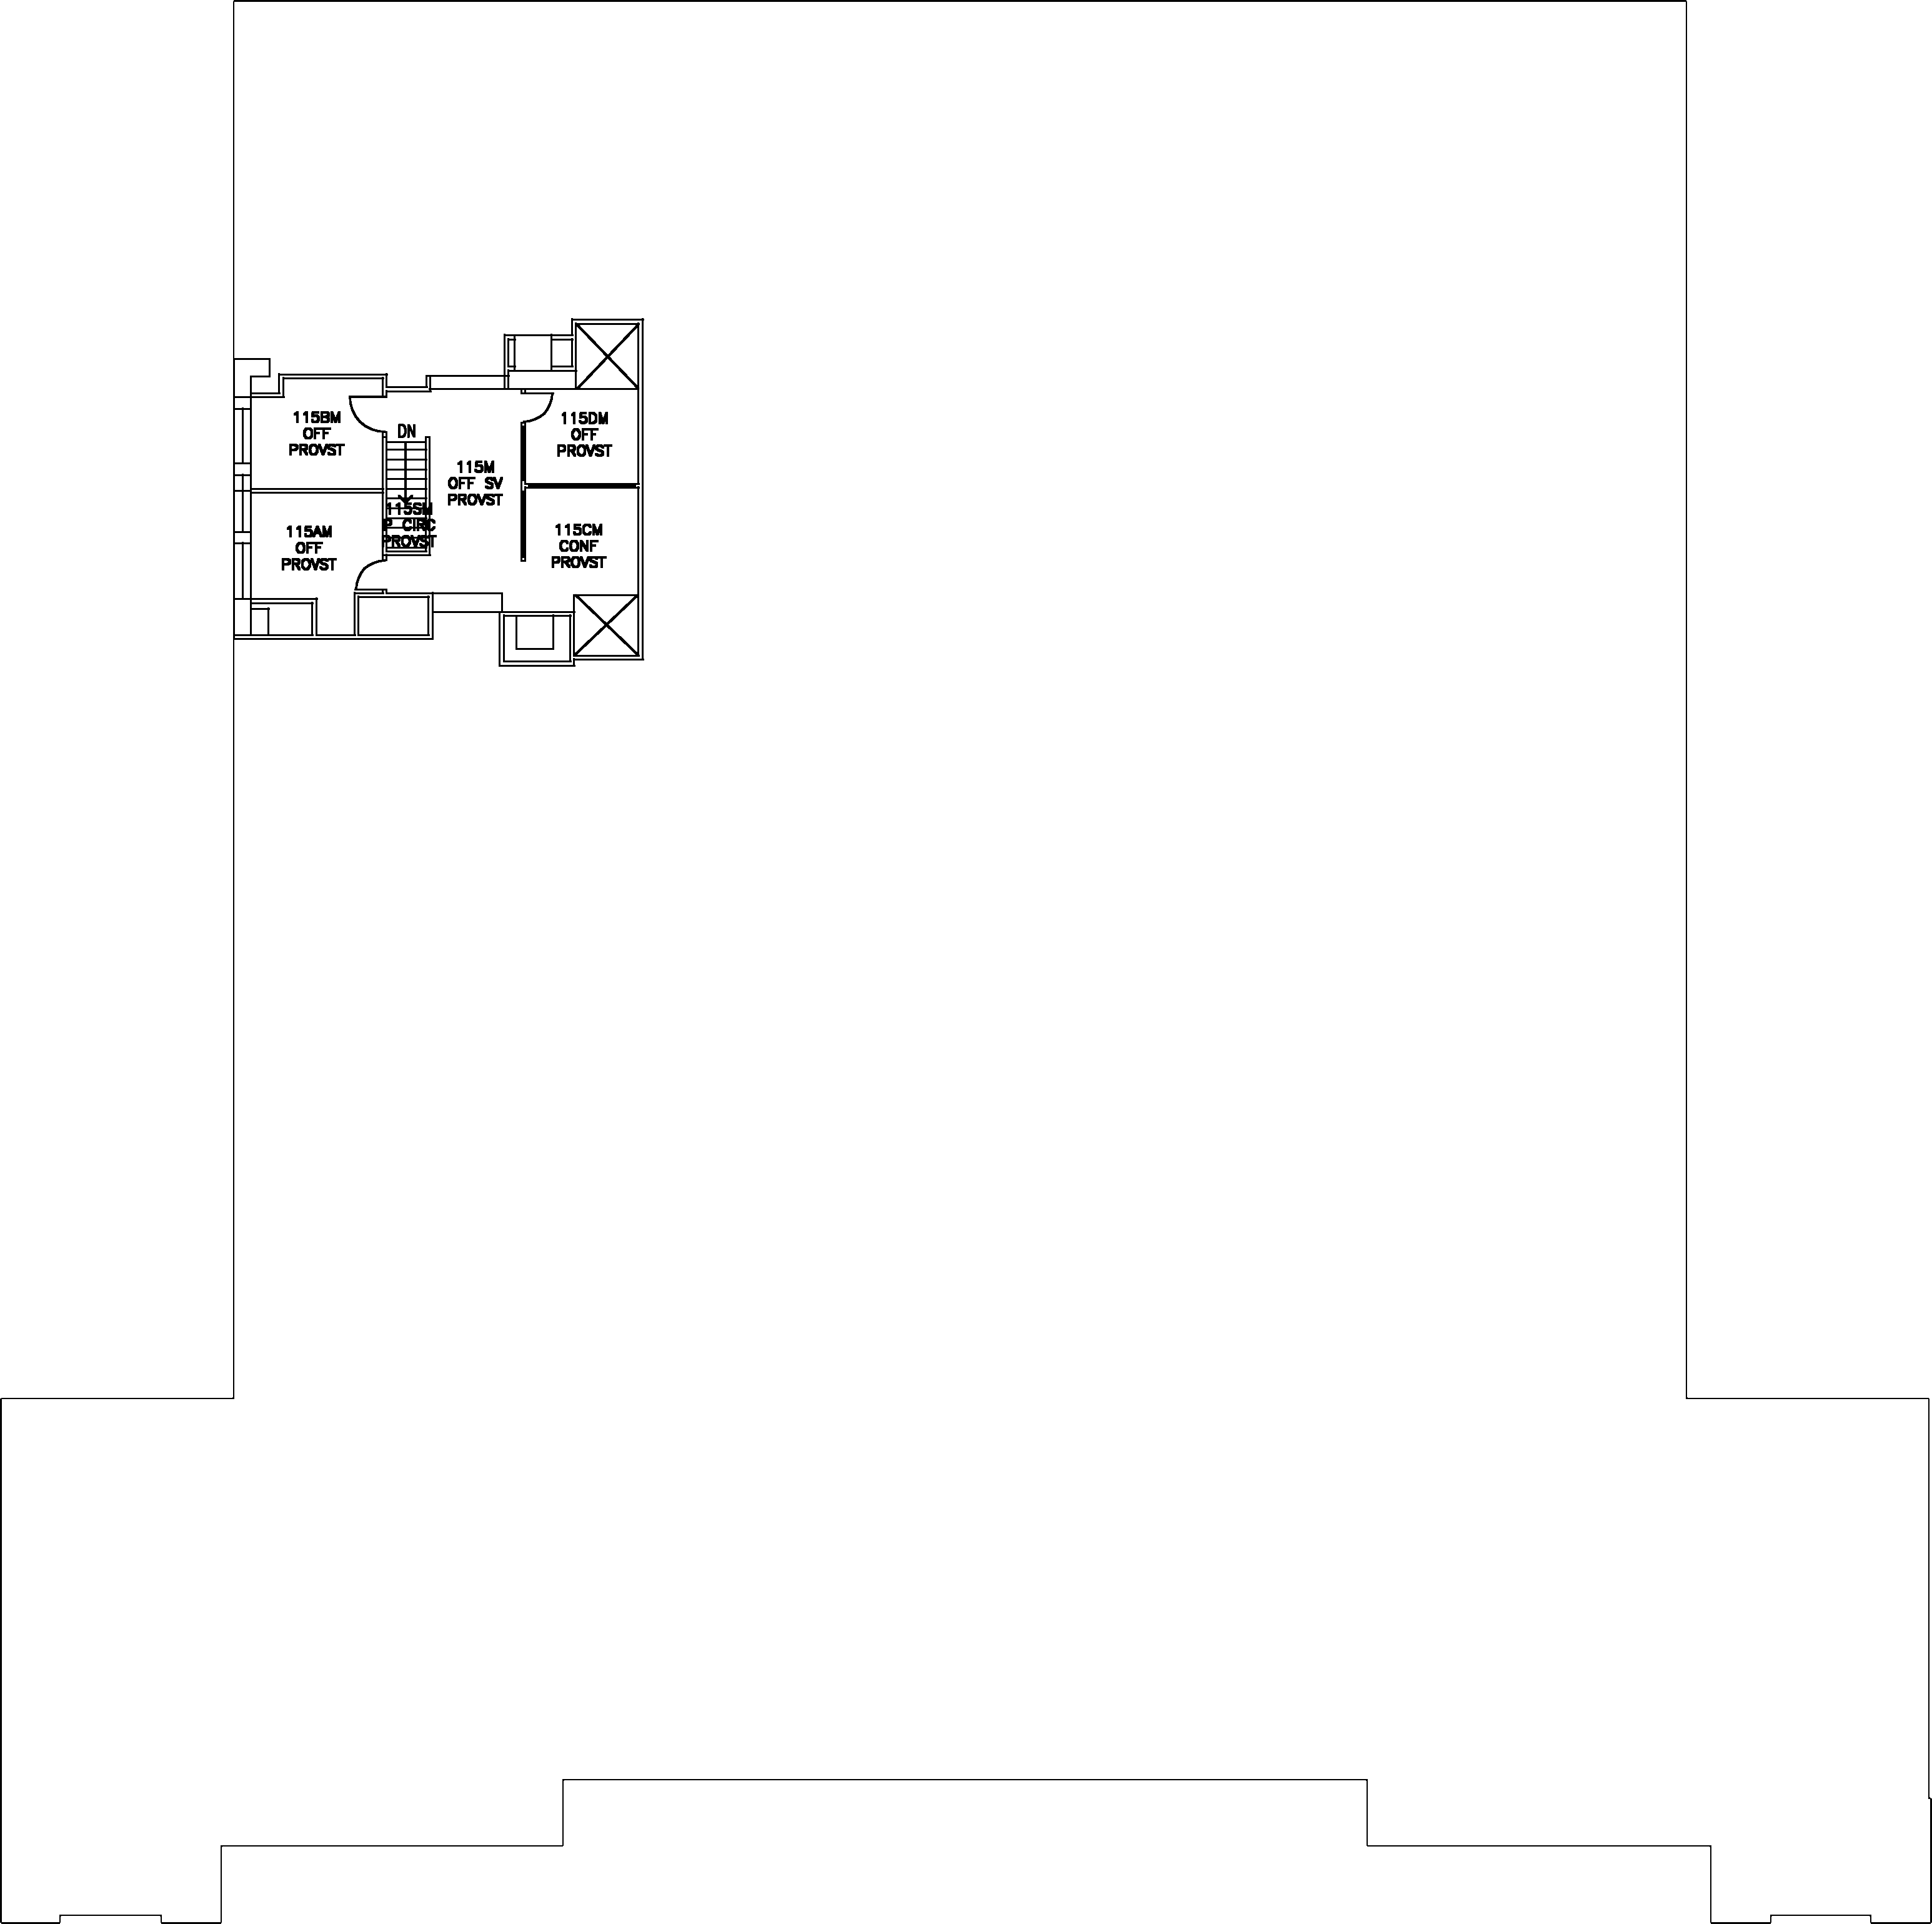 115BM
OFF
PROVST
DN
115M
OFF SV
PROVST
115DM
OFF
PROVST
115AM
OFF
PROVST
115SM
P CIRC
PROVST
115CM
CONF
PROVST